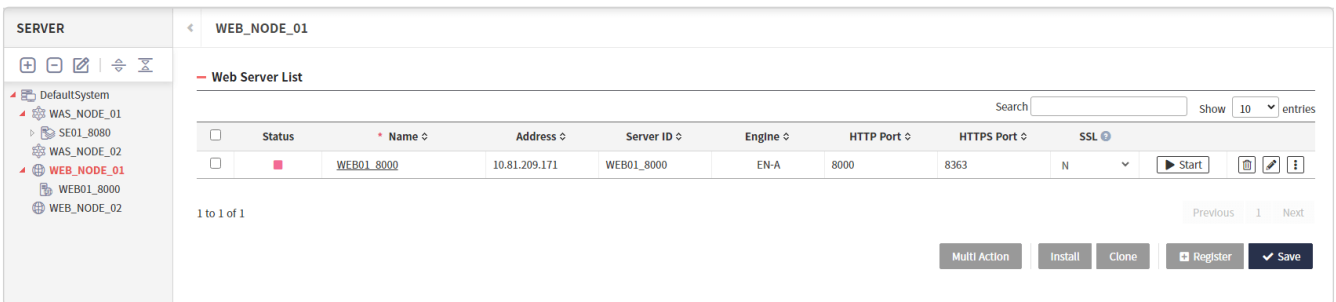 SERVER
WEB_NODE_01
DefaultSystem
WAS_NODE_01
SE01_8080
WAS_NODE_02
WEB_NODE_01
WEB01_8000
WEB_NODE_02
Web Server List
Search Show 10 entries
Status * Name Address Server ID Engine HTTP Port HTTPS Port SSL ?
WEB01_8000 10.81.209.171 WEB01_8000 EN-A 8000 8363 N Start
1 to 1 of 1 Previous 1 Next
Multi Action Install Clone Register Save